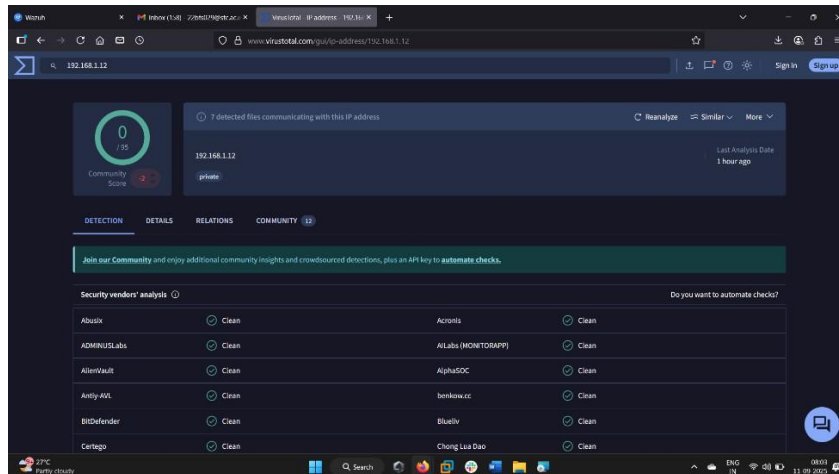 Wazuh
Inbox (158)
VirusTotal - IP address - 192.16
www.virustotal.com/gui/ip-address/192.168.1.12
192.168.1.12
Sign in
Sign up
0
/ 95
Community
Score
-2
7 detected files communicating with this IP address
Reanalyze
Similar
More
192.168.1.12
private
Last Analysis Date
1 hour ago
DETECTION
DETAILS
RELATIONS
COMMUNITY 12
Join our Community and enjoy additional community insights and crowdsourced detections, plus an API key to automate checks.
Security vendors' analysis
Do you want to automate checks?
Abusix Clean Acronis Clean
ADMINUSLabs Clean AILabs (MONITORAPP) Clean
AlienVault Clean AlphaSOC Clean
Antiy-AVL Clean benkow.cc Clean
BitDefender Clean Blueliv Clean
Certego Clean Chong Lua Dao Clean
27°C
Partly cloudy
Search
ENG
IN
08:03
11-09-2025